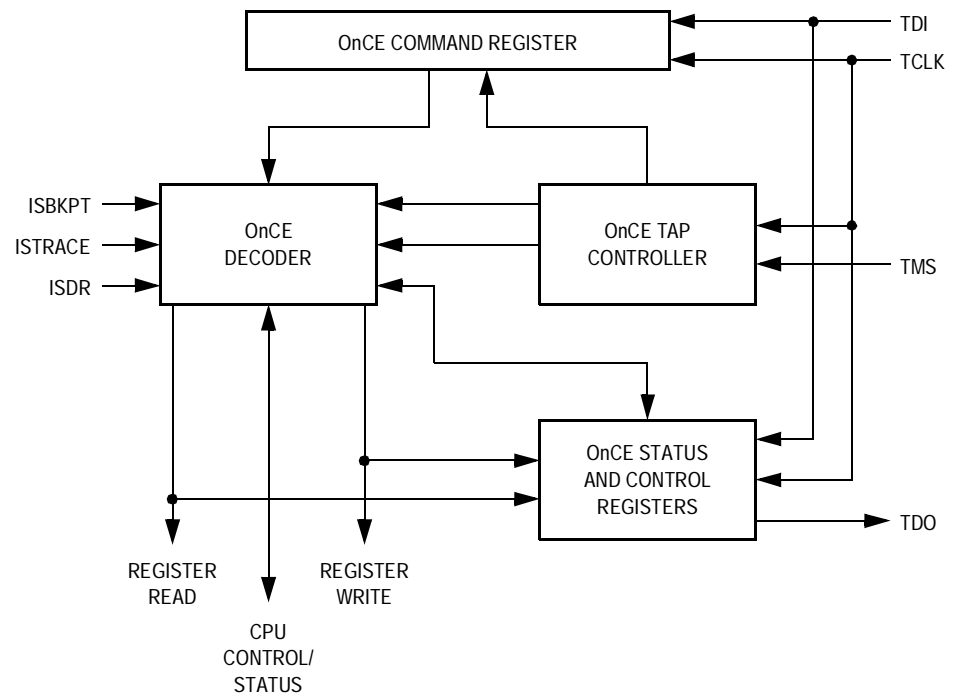 OnCE COMMAND REGISTER
TDI
TCLK
ISBKPT
ISTRACE
ISDR
OnCE
DECODER
OnCE TAP
CONTROLLER
TMS
OnCE STATUS
AND CONTROL
REGISTERS
TDO
REGISTER
READ
REGISTER
WRITE
CPU
CONTROL/
STATUS